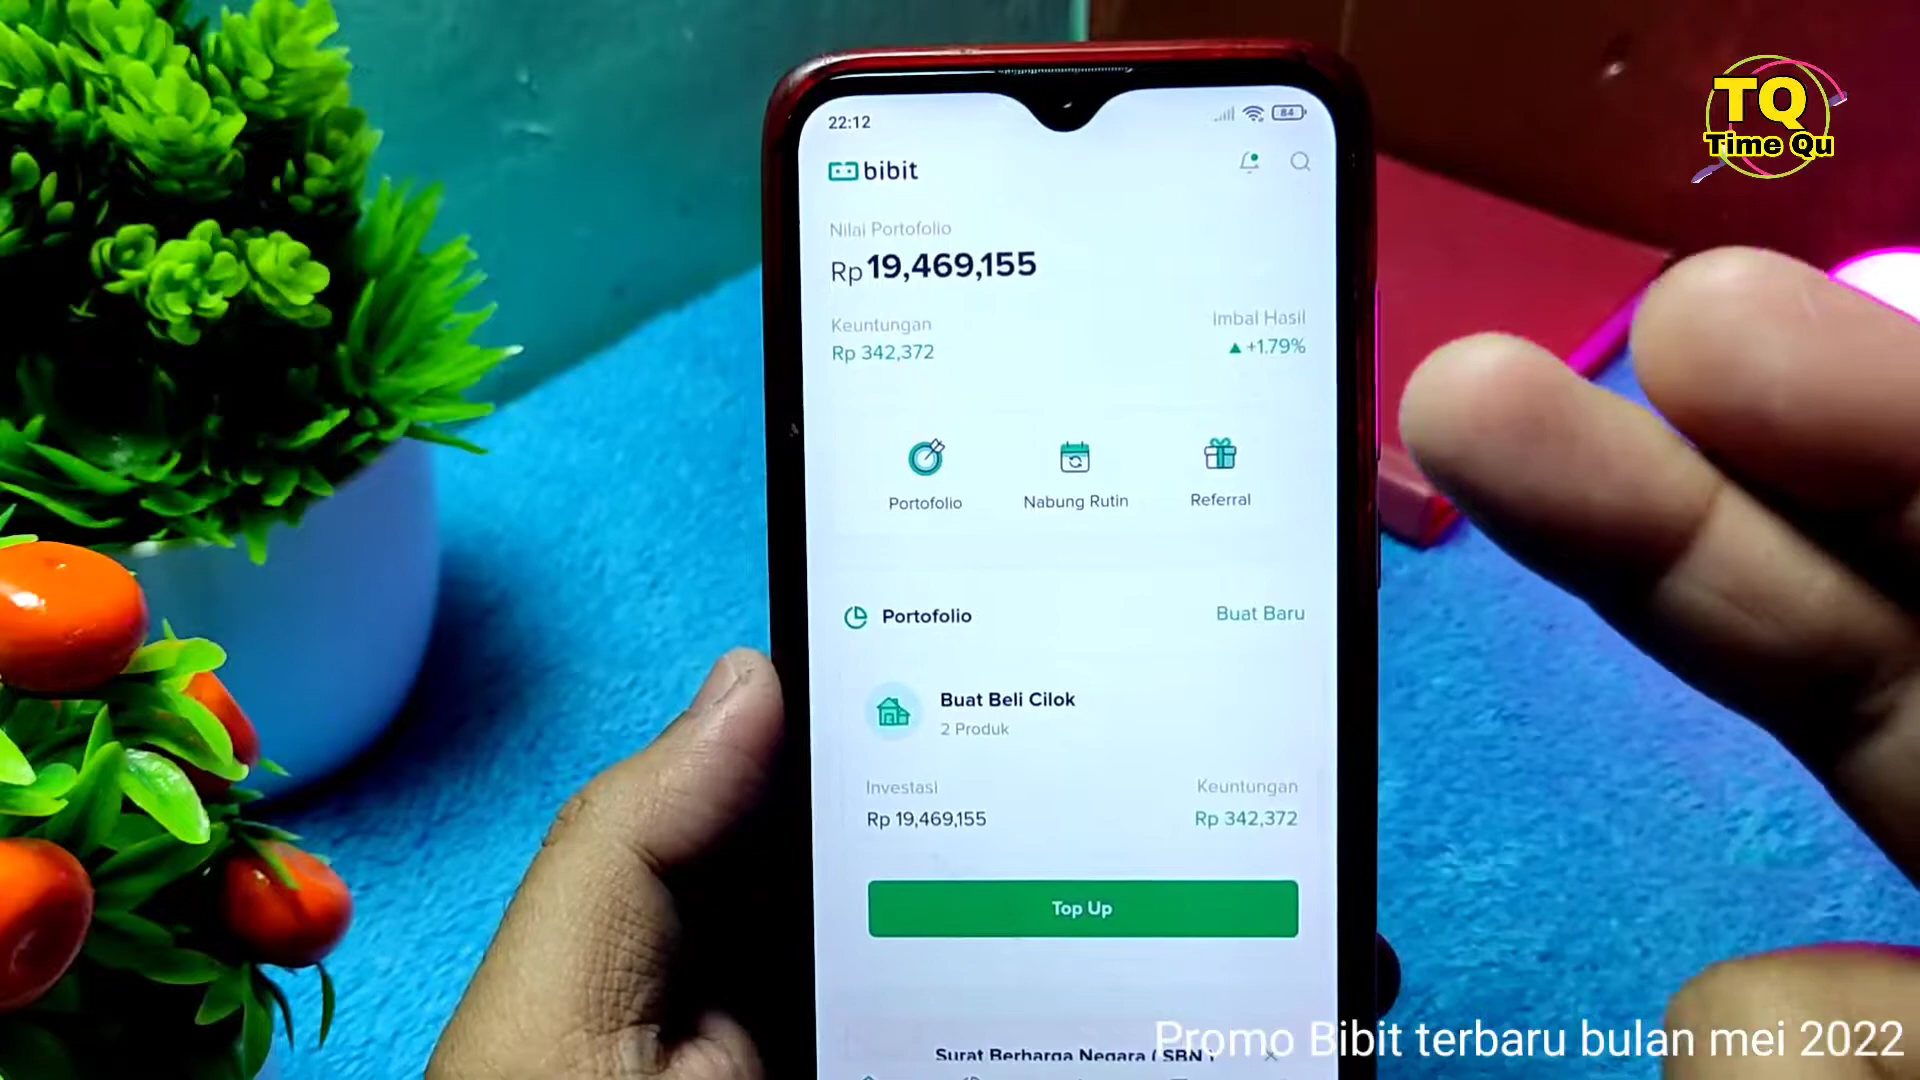 TQ
Time Qu
22:12
84
bibit
Nilai Portofolio
Rp 19,469,155
Keuntungan
Imbal Hasil
Rp 342,372
▲ +1.79%
Portofolio
Nabung Rutin
Referral
Portofolio
Buat Baru
Buat Beli Cilok
2 Produk
Investasi
Keuntungan
Rp 19,469,155
Rp 342,372
Top Up
Surat Berharga Negara ( SBN )
Promo Bibit terbaru bulan mei 2022